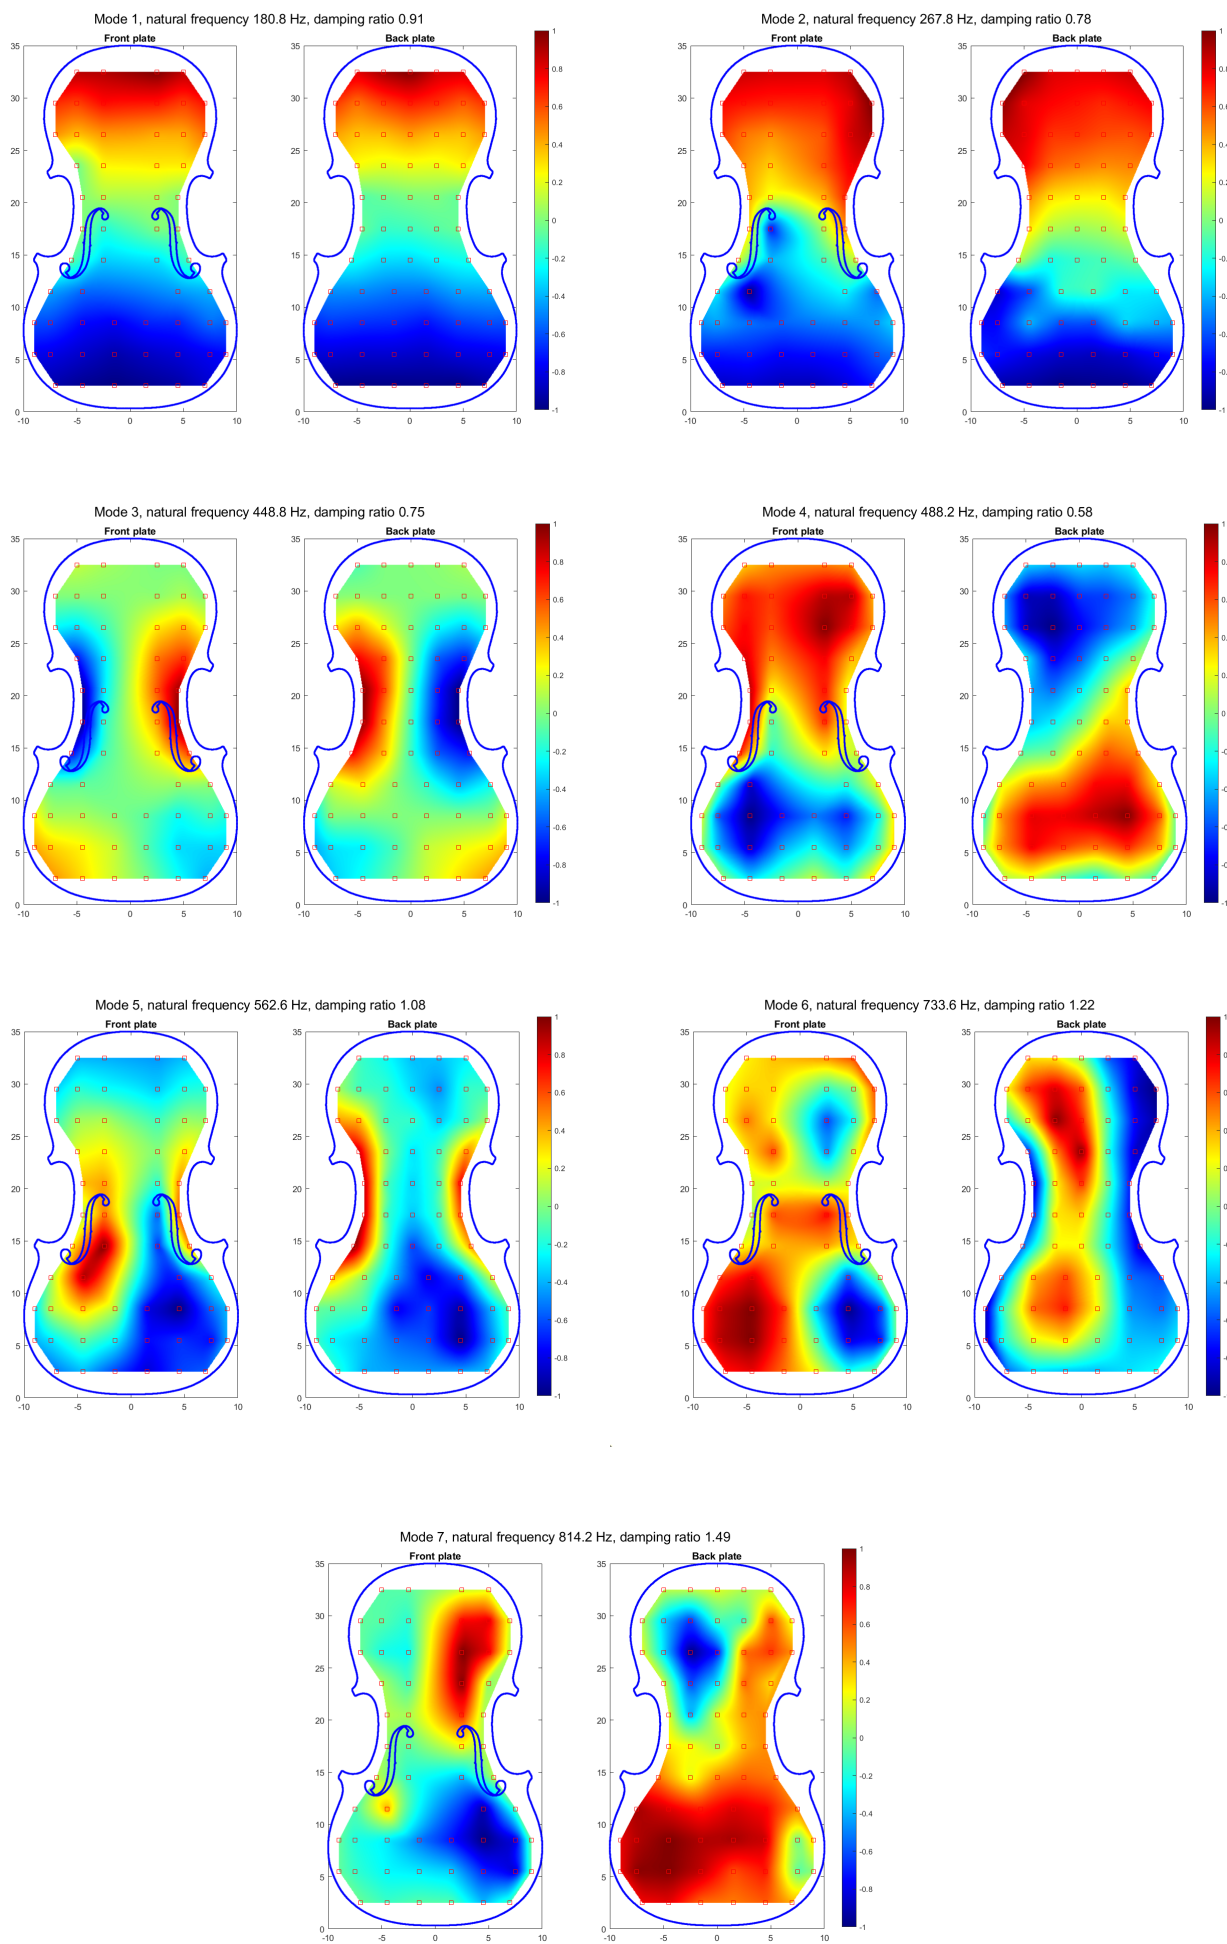 Mode 1, natural frequency 180.8 Hz, damping ratio 0.91
Front plate
Back plate
Mode 2, natural frequency 267.8 Hz, damping ratio 0.78
Front plate
Back plate
Mode 3, natural frequency 448.8 Hz, damping ratio 0.75
Front plate
Back plate
Mode 4, natural frequency 488.2 Hz, damping ratio 0.58
Front plate
Back plate
Mode 5, natural frequency 562.6 Hz, damping ratio 1.08
Front plate
Back plate
Mode 6, natural frequency 733.6 Hz, damping ratio 1.22
Front plate
Back plate
Mode 7, natural frequency 814.2 Hz, damping ratio 1.49
Front plate
Back plate